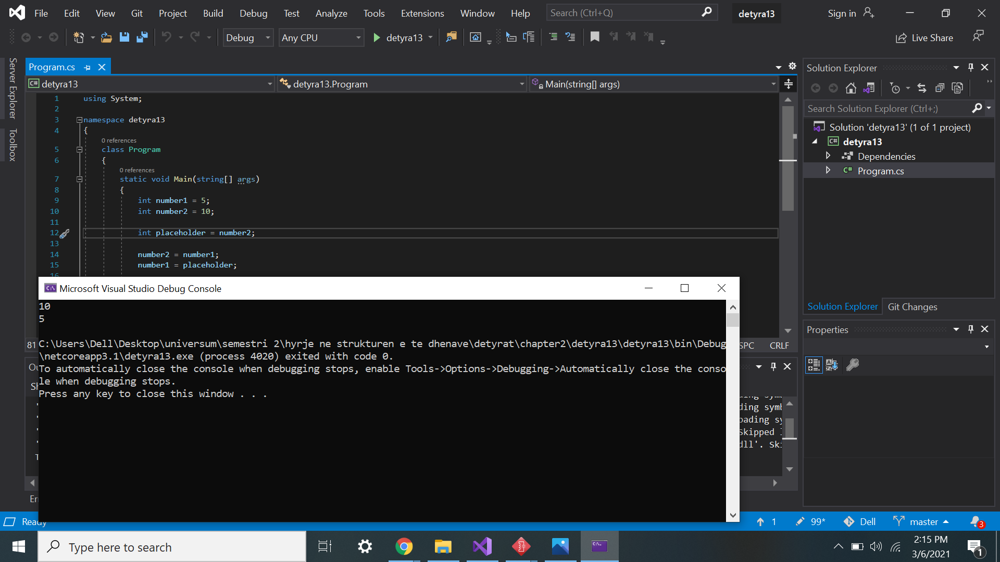 File Edit View Git Project Build Debug Test Analyze Tools Extensions Window Help Search (Ctrl+Q) detyra13 Sign in
Debug Any CPU detyra13 Live Share
Server Explorer
Toolbox
Program.cs
C# detyra13 detyra13.Program Main(string[] args)
1 using System;
2
3 namespace detyra13
4 {
0 references
5 class Program
6 {
0 references
7 static void Main(string[] args)
8 {
9 int number1 = 5;
10 int number2 = 10;
11
12 int placeholder = number2;
13
14 number2 = number1;
15 number1 = placeholder;
16
Microsoft Visual Studio Debug Console
10
5
C:\Users\Dell\Desktop\universum\semestri 2\hyrje ne strukturen e te dhenave\detyrat\chapter2\detyra13\detyra13\bin\Debug
\netcoreapp3.1\detyra13.exe (process 4020) exited with code 0.
To automatically close the console when debugging stops, enable Tools->Options->Debugging->Automatically close the conso
le when debugging stops.
Press any key to close this window . . .
81 SPC CRLF
ding symb
oading sy
Skipped
dll'. Ski
Solution Explorer
Search Solution Explorer (Ctrl+;)
Solution 'detyra13' (1 of 1 project)
C# detyra13
Dependencies
C# Program.cs
Solution Explorer Git Changes
Properties
Ready 1 99* Dell master 3
Type here to search
2:15 PM
3/6/2021
1